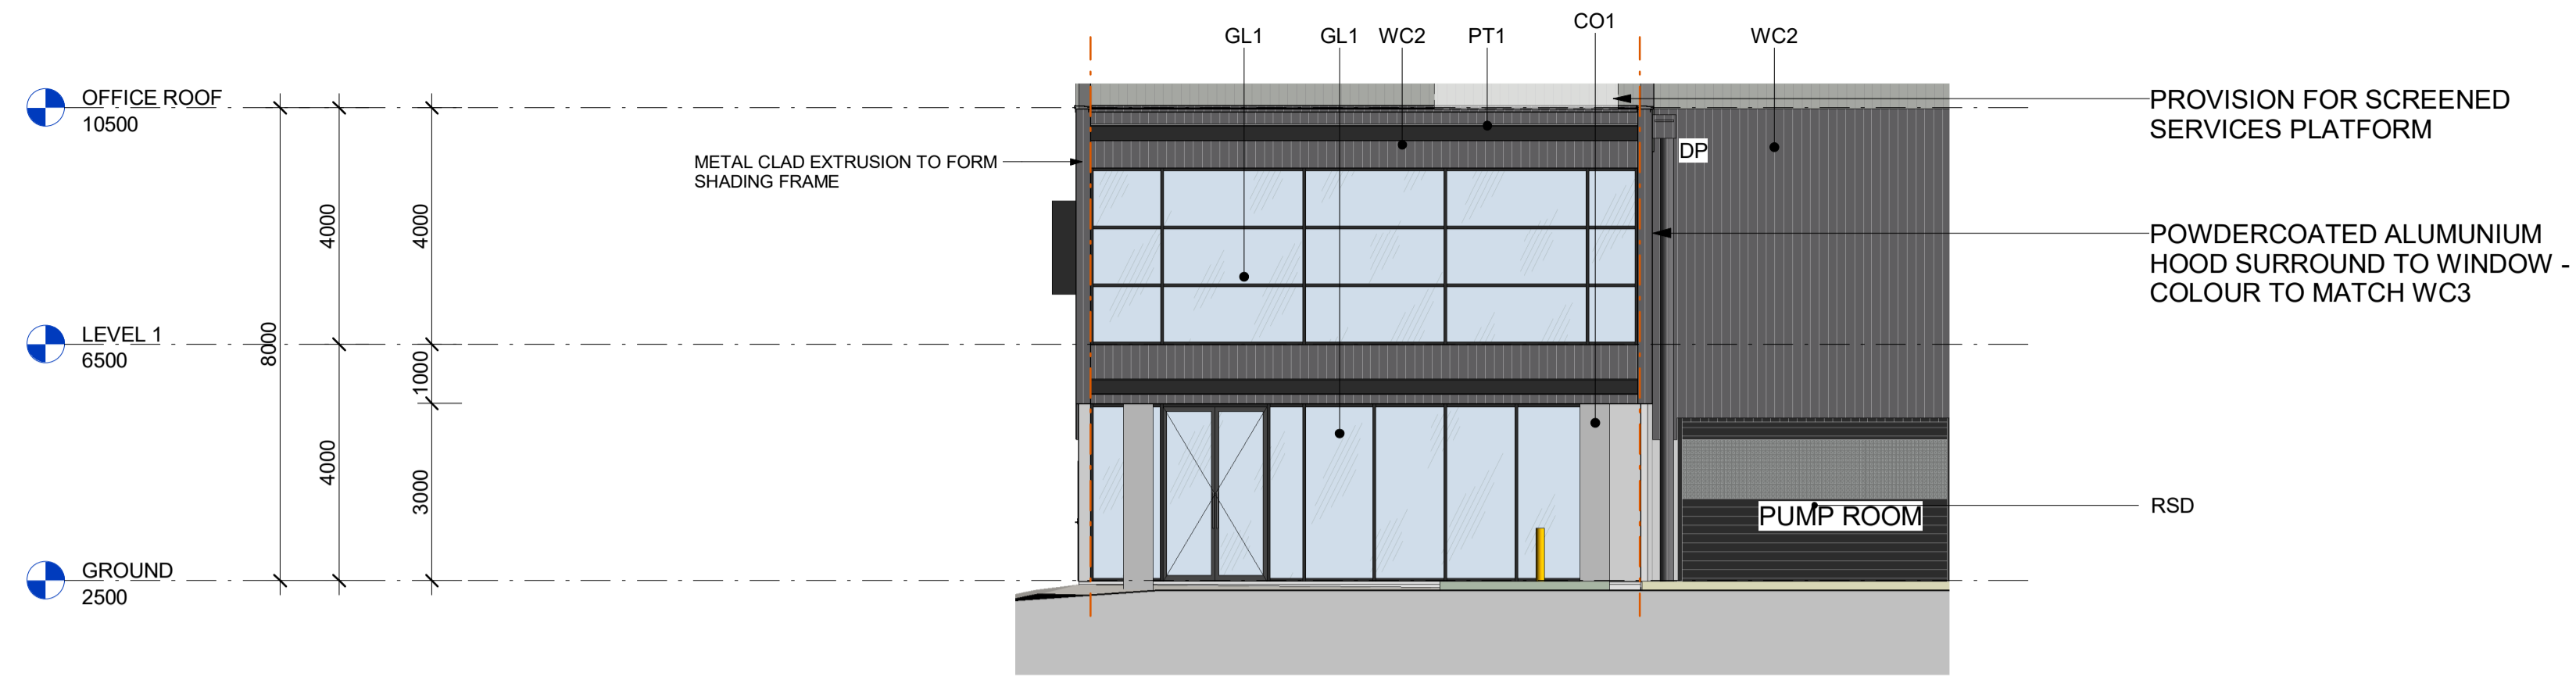 CO1
GL1 GL1 WC2 PT1 WC2
OFFICE ROOF
10500
PROVISION FOR SCREENED
SERVICES PLATFORM
METAL CLAD EXTRUSION TO FORM
SHADING FRAME
DP
4000
4000
POWDERCOATED ALUMUNIUM
HOOD SURROUND TO WINDOW -
COLOUR TO MATCH WC3
LEVEL 1
6500
8000
1000
4000
3000
PUMP ROOM
RSD
GROUND
2500